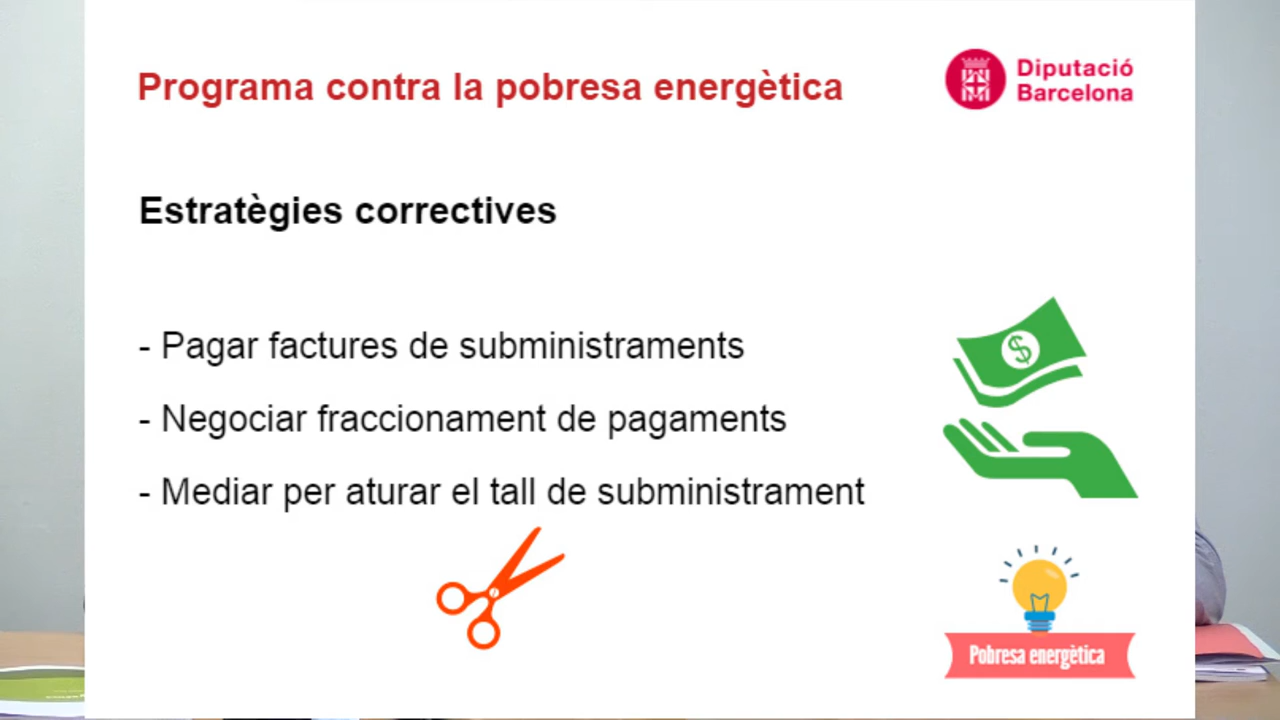 Programa contra la pobresa energètica
Diputació
Barcelona
Estratègies correctives
- Pagar factures de subministraments
- Negociar fraccionament de pagaments
- Mediar per aturar el tall de subministrament
$
Pobresa energètica